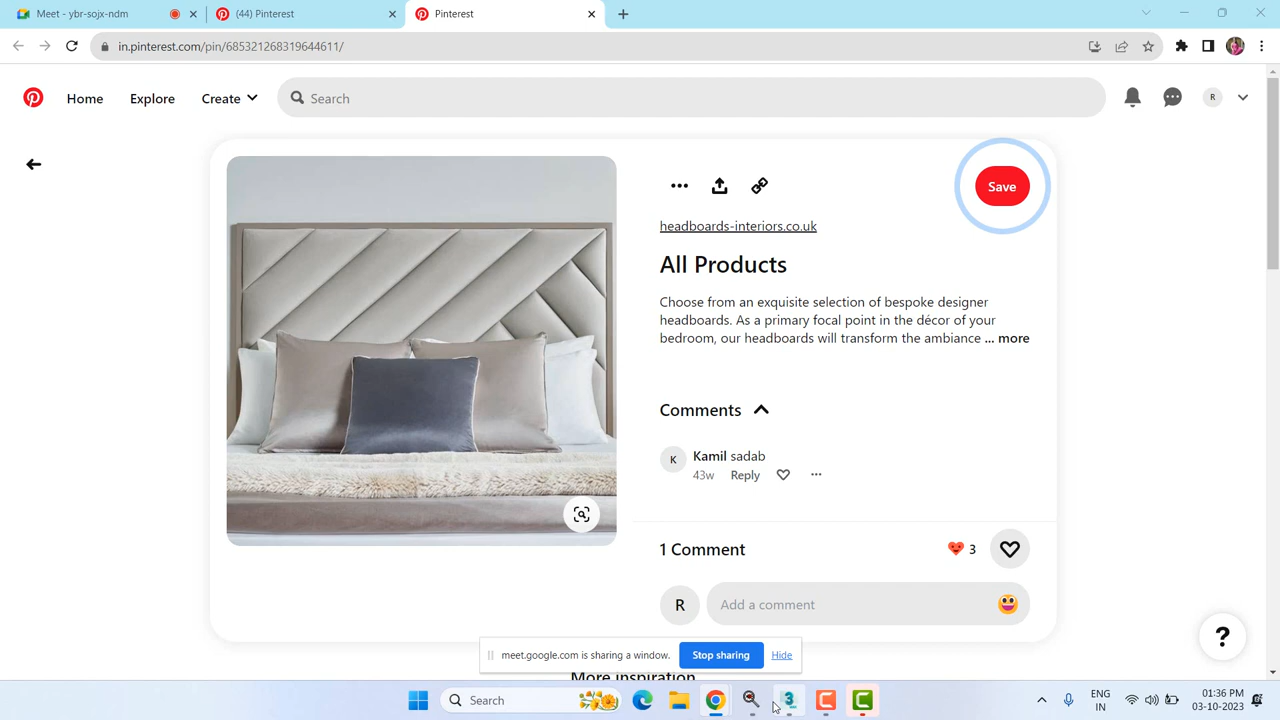 Meet - ybr-sojx-ndm
(44) Pinterest
Pinterest
in.pinterest.com/pin/685321268319644611/
Home
Explore
Create
Search
R
Save
headboards-interiors.co.uk
All Products
Choose from an exquisite selection of bespoke designer
headboards. As a primary focal point in the décor of your
bedroom, our headboards will transform the ambiance ... more
Comments
K
Kamil sadab
43w Reply
1 Comment
3
R
Add a comment
?
meet.google.com is sharing a window.
Stop sharing
Hide
More inspiration
Search
3
ENG
IN
01:36 PM
03-10-2023